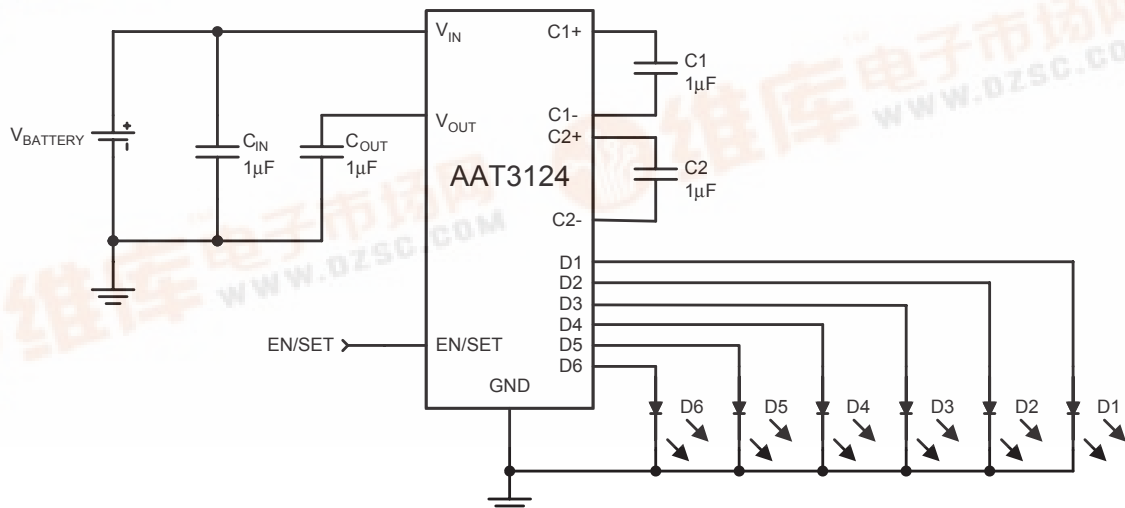 VIN
C1+
C1
1µF
C1-
VOUT
C2+
VBATTERY
+
-
CIN
1µF
COUT
1µF
AAT3124
C2
1µF
C2-
D1
D2
D3
D4
D5
D6
EN/SET
EN/SET
GND
D6
D5
D4
D3
D2
D1
维库电子市场网
WWW.DZSC.COM
维库电子市场网
WWW.DZSC.COM